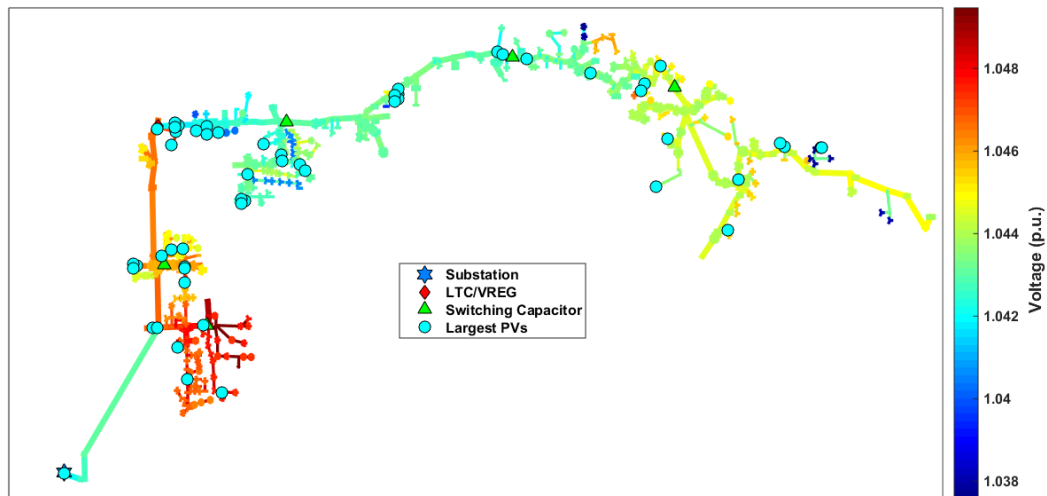 Substation
LTC/VREG
Switching Capacitor
Largest PVs
1.048
1.046
1.044
1.042
1.04
1.038
Voltage (p.u.)